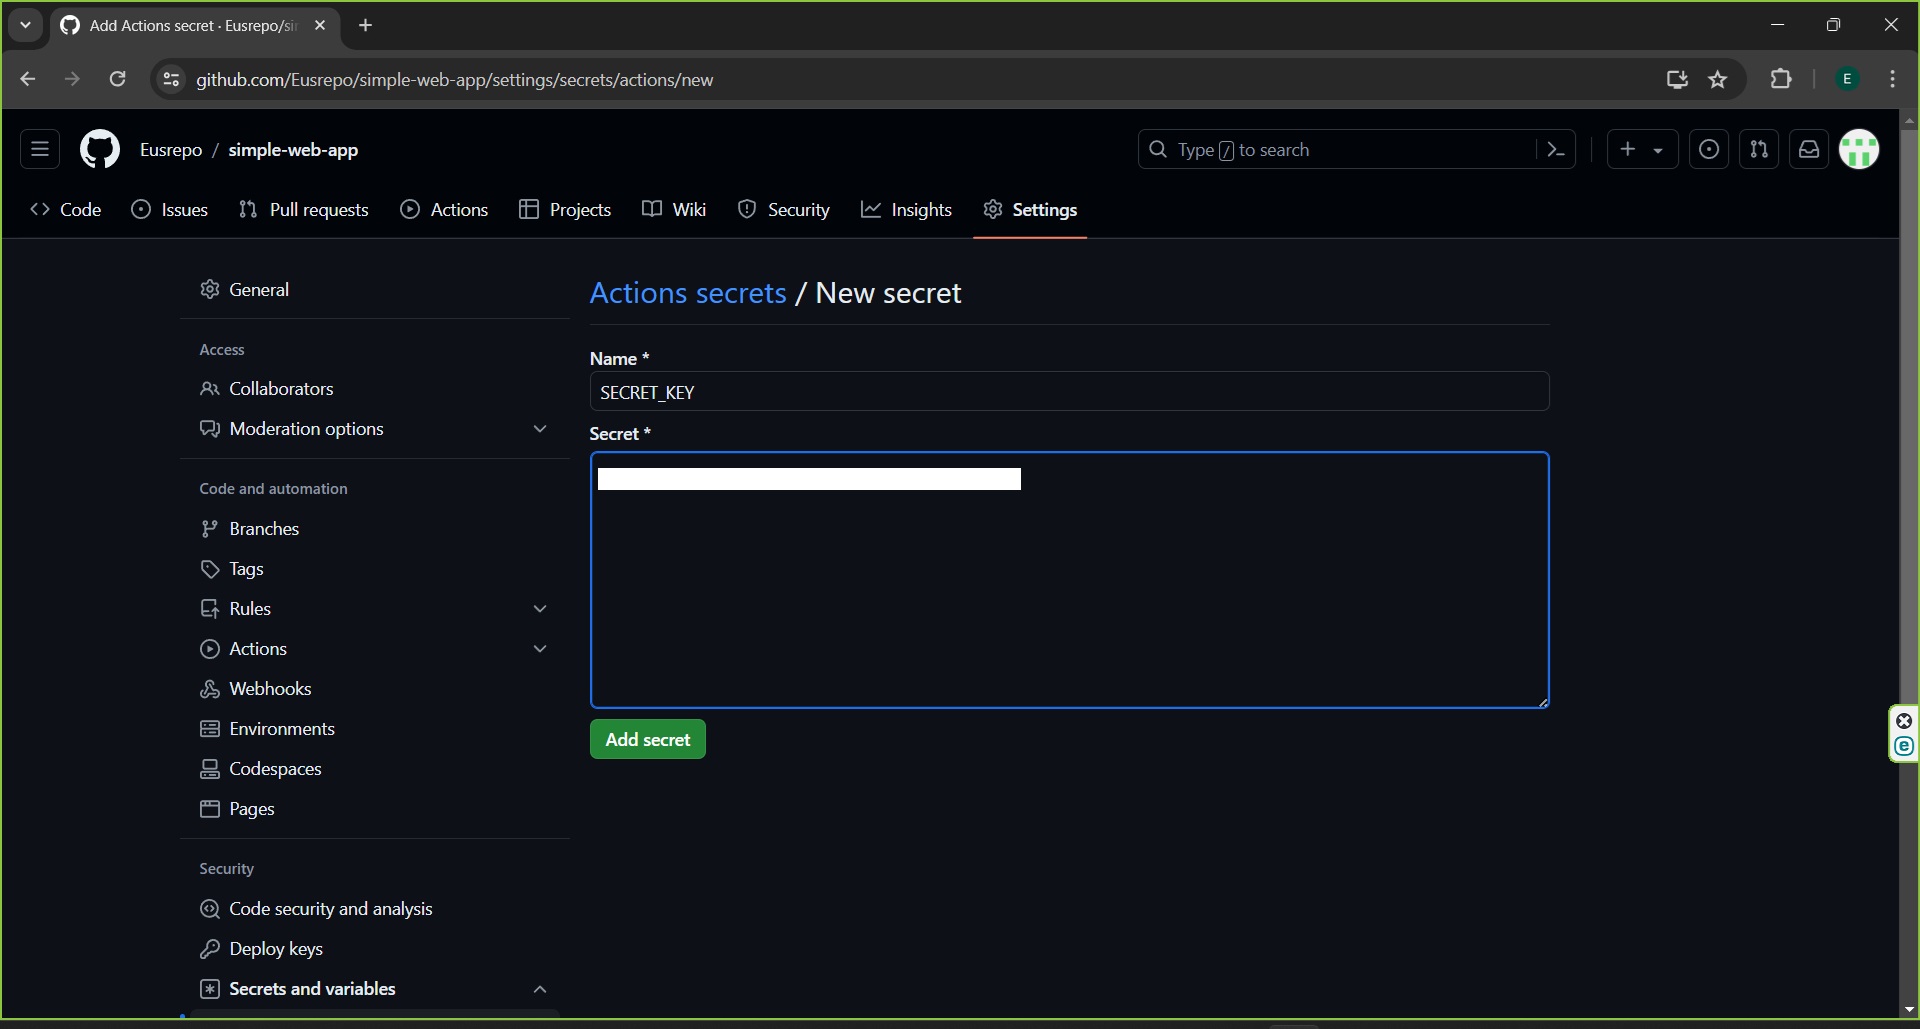 Add Actions secret · Eusrepo/si
github.com/Eusrepo/simple-web-app/settings/secrets/actions/new
E
Eusrepo / simple-web-app
Type / to search
Code
Issues
Pull requests
Actions
Projects
Wiki
Security
Insights
Settings
General
Access
Collaborators
Moderation options
Code and automation
Branches
Tags
Rules
Actions
Webhooks
Environments
Codespaces
Pages
Security
Code security and analysis
Deploy keys
Secrets and variables
Actions secrets / New secret
Name *
SECRET_KEY
Secret *
Add secret
e